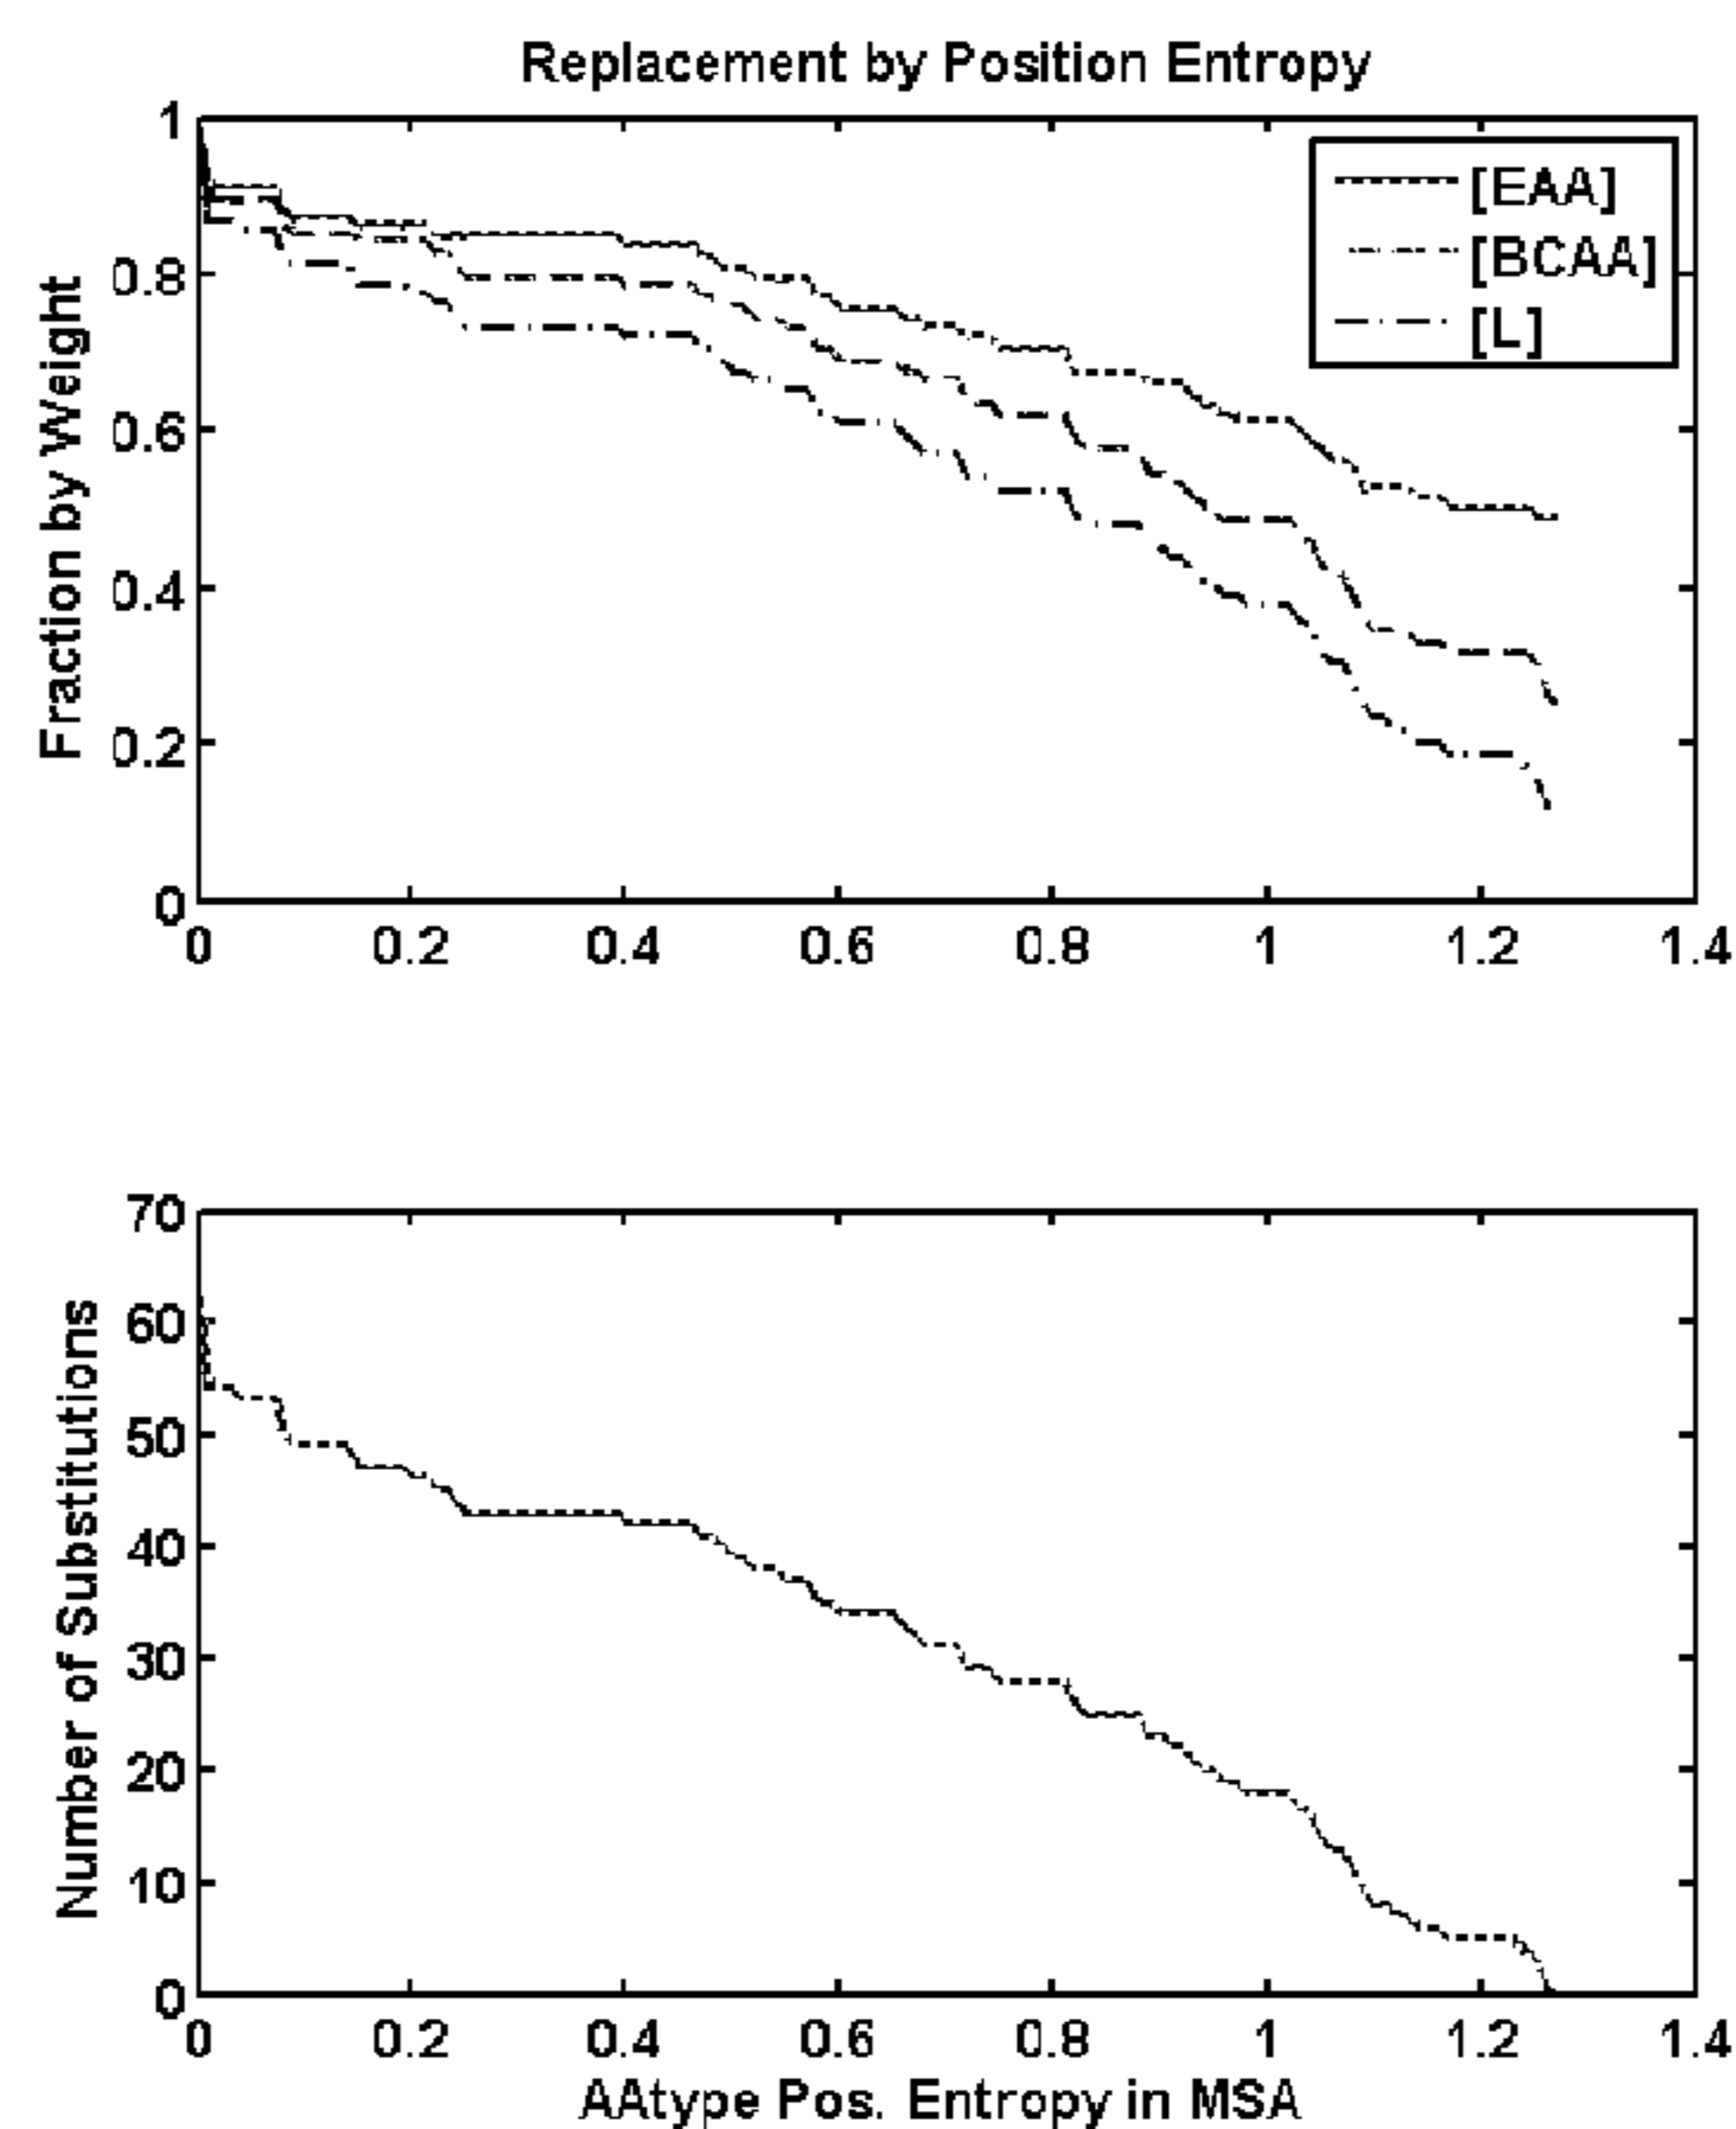 Replacement by Position Entropy
Fraction by Weight
1
0.8
0.6
0.4
0.2
0
0 0.2 0.4 0.6 0.8 1 1.2 1.4
[EAA]
[BCAA]
[L]
Number of Substitutions
70
60
50
40
30
20
10
0
0 0.2 0.4 0.6 0.8 1 1.2 1.4
AAtype Pos. Entropy in MSA